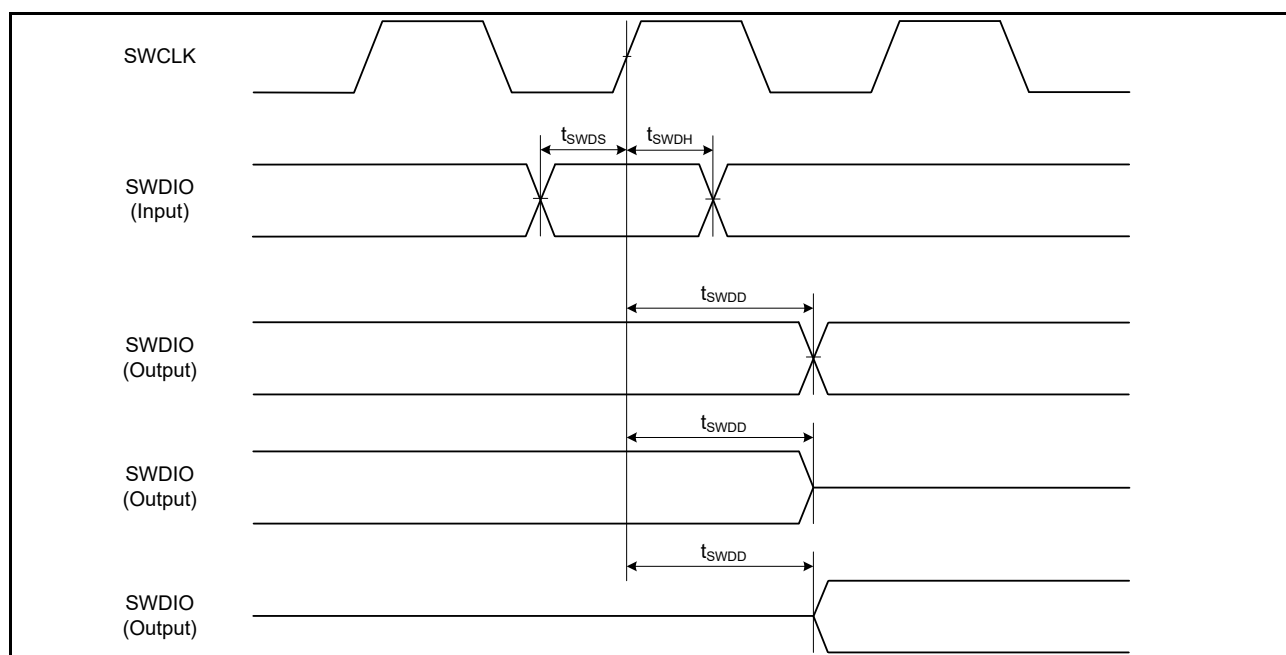 SWCLK
tSWDS
tSWDH
SWDIO
(Input)
tSWDD
SWDIO
(Output)
tSWDD
SWDIO
(Output)
tSWDD
SWDIO
(Output)